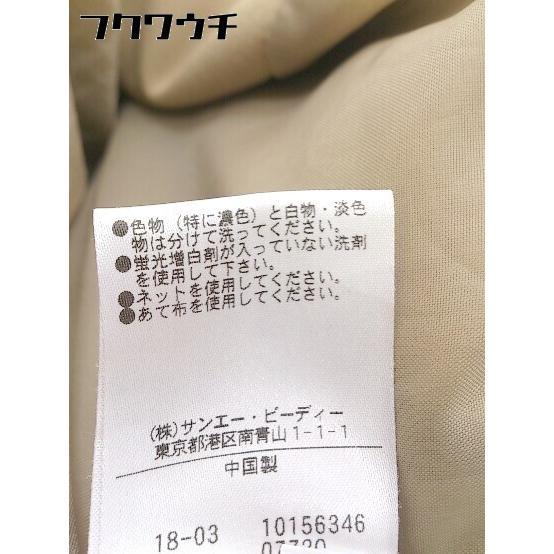 フクワウチ
●色物（特に濃色）と白物・淡色
物は分けて洗ってください。
●蛍光増白剤が入っていない洗剤
を使用して下さい。
●ネットを使用してください。
●あて布を使用してください。
(株)サンエー・ビーディー
東京都港区南青山1-1-1
中国製
18-03 10156346
07720